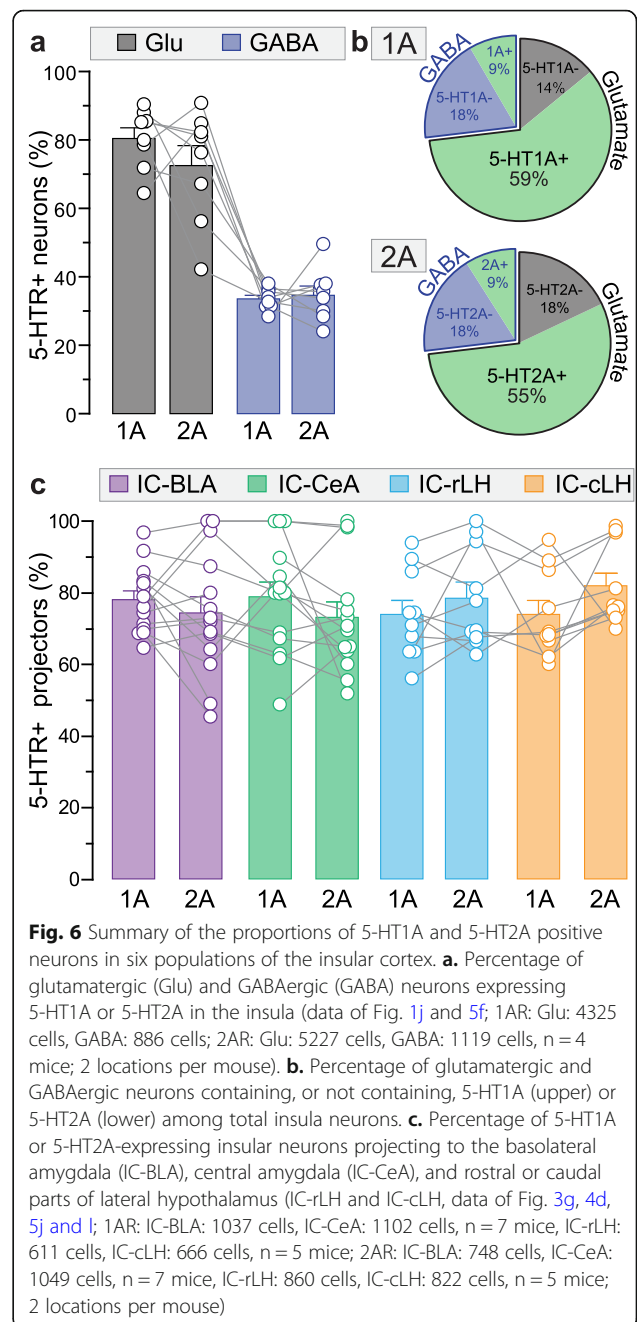 a
Glu
GABA
5-HTR+ neurons (%)
100
80
60
40
20
0
1A
2A
1A
2A
b
1A
GABA
1A+
9%
5-HT1A-
14%
5-HT1A-
18%
5-HT1A+
59%
Glutamate
2A
GABA
2A+
9%
5-HT2A-
18%
5-HT2A-
18%
5-HT2A+
55%
Glutamate
c
IC-BLA
IC-CeA
IC-rLH
IC-cLH
5-HTR+ projectors (%)
100
80
60
40
20
0
1A
2A
1A
2A
1A
2A
1A
2A
Fig. 6 Summary of the proportions of 5-HT1A and 5-HT2A positive
neurons in six populations of the insular cortex. a. Percentage of
glutamatergic (Glu) and GABAergic (GABA) neurons expressing
5-HT1A or 5-HT2A in the insula (data of Fig. 1j and 5f; 1AR: Glu: 4325
cells, GABA: 886 cells; 2AR: Glu: 5227 cells, GABA: 1119 cells, n = 4
mice; 2 locations per mouse). b. Percentage of glutamatergic and
GABAergic neurons containing, or not containing, 5-HT1A (upper) or
5-HT2A (lower) among total insula neurons. c. Percentage of 5-HT1A
or 5-HT2A-expressing insular neurons projecting to the basolateral
amygdala (IC-BLA), central amygdala (IC-CeA), and rostral or caudal
parts of lateral hypothalamus (IC-rLH and IC-cLH, data of Fig. 3g, 4d,
5j and l; 1AR: IC-BLA: 1037 cells, IC-CeA: 1102 cells, n = 7 mice, IC-rLH:
611 cells, IC-cLH: 666 cells, n = 5 mice; 2AR: IC-BLA: 748 cells, IC-CeA:
1049 cells, n = 7 mice, IC-rLH: 860 cells, IC-cLH: 822 cells, n = 5 mice;
2 locations per mouse)